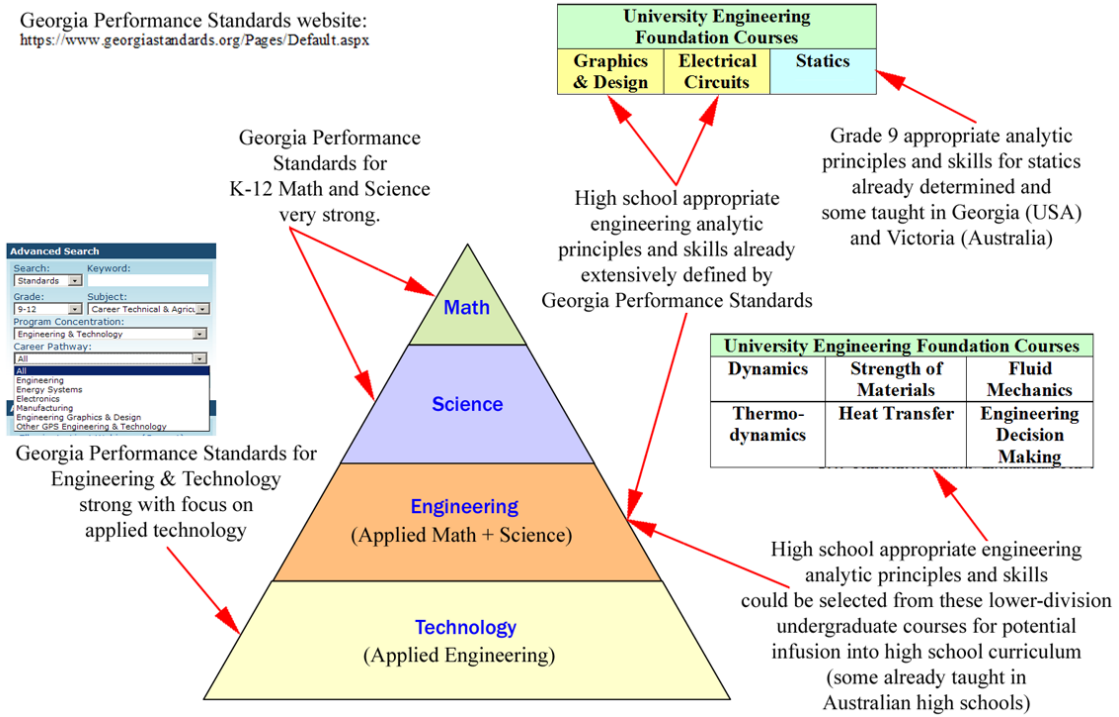 Georgia Performance Standards website:
https://www.georgiastandards.org/Pages/Default.aspx
University Engineering
Foundation Courses
Graphics
& Design
Electrical
Circuits
Statics
Georgia Performance
Standards for
K-12 Math and Science
very strong.
High school appropriate
engineering analytic
principles and skills already
extensively defined by
Georgia Performance Standards
Grade 9 appropriate analytic
principles and skills for statics
already determined and
some taught in Georgia (USA)
and Victoria (Australia)
Advanced Search
Search: Keyword:
Standards
Grade: Subject:
9-12 Career Technical & Agricu
Program Concentration:
Engineering & Technology
Career Pathway:
All
All
Engineering
Energy Systems
Electronics
Manufacturing
Engineering Graphics & Design
Other GPS Engineering & Technology
Georgia Performance Standards for
Engineering & Technology
strong with focus on
applied technology
Math
Science
Engineering
(Applied Math + Science)
Technology
(Applied Engineering)
University Engineering Foundation Courses
Dynamics
Strength of
Materials
Fluid
Mechanics
Thermo-
dynamics
Heat Transfer
Engineering
Decision
Making
High school appropriate engineering
analytic principles and skills
could be selected from these lower-division
undergraduate courses for potential
infusion into high school curriculum
(some already taught in
Australian high schools)